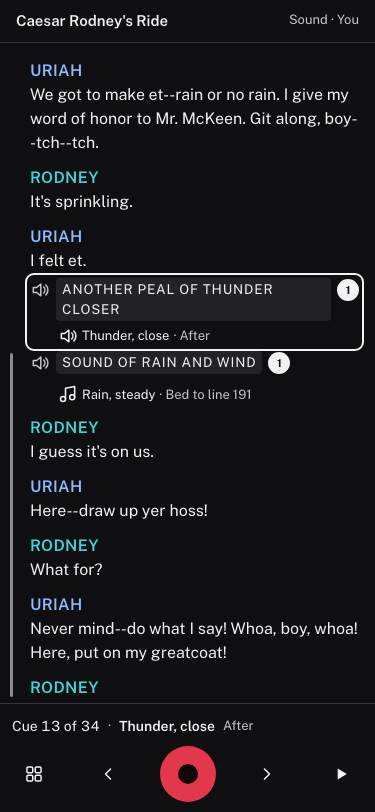 Caesar Rodney's Ride
Sound · You
URIAH
We got to make et--rain or no rain. I give my
word of honor to Mr. McKeen. Git along, boy-
-tch--tch.
RODNEY
It's sprinkling.
URIAH
I felt et.
ANOTHER PEAL OF THUNDER
CLOSER
1
Thunder, close · After
SOUND OF RAIN AND WIND
1
Rain, steady · Bed to line 191
RODNEY
I guess it's on us.
URIAH
Here--draw up yer hoss!
RODNEY
What for?
URIAH
Never mind--do what I say! Whoa, boy, whoa!
Here, put on my greatcoat!
RODNEY
Cue 13 of 34 · Thunder, close After